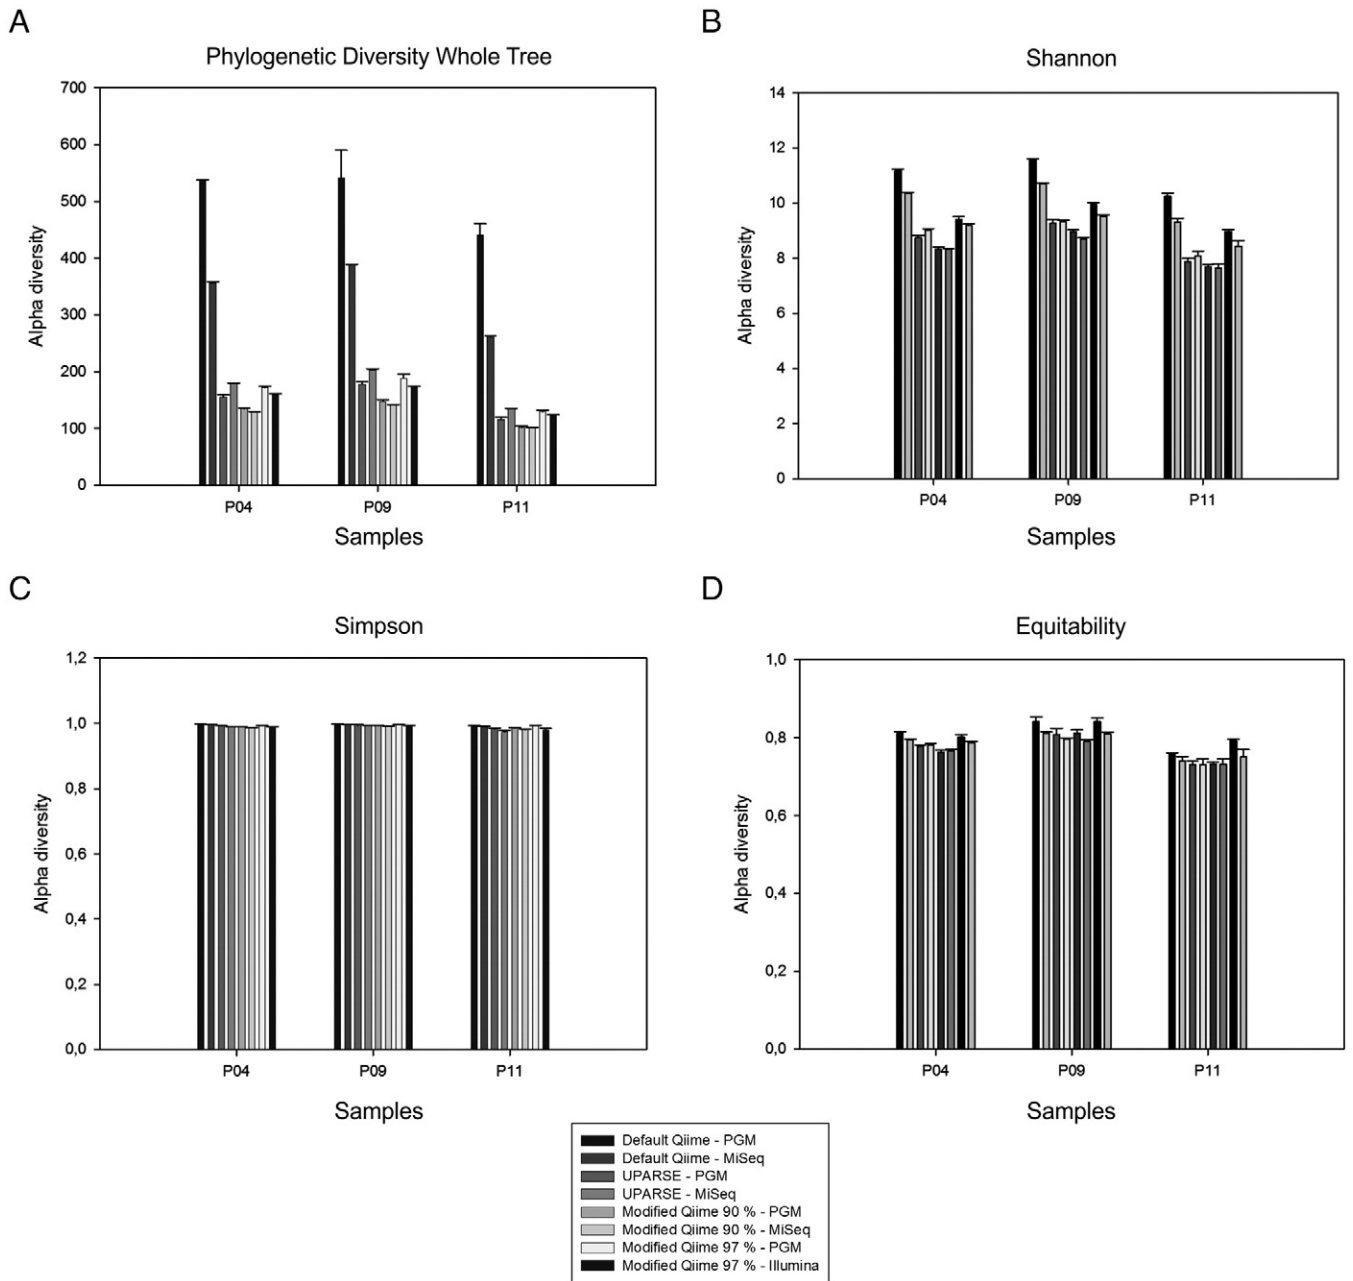 A
Phylogenetic Diversity Whole Tree
700
600
500
400
300
200
100
0
Alpha diversity
P04 P09 P11
Samples
B
Shannon
14
12
10
8
6
4
2
0
Alpha diversity
P04 P09 P11
Samples
C
Simpson
1,2
1,0
0,8
0,6
0,4
0,2
0,0
Alpha diversity
P04 P09 P11
Samples
D
Equitability
1,0
0,8
0,6
0,4
0,2
0,0
Alpha diversity
P04 P09 P11
Samples
Default Qiime - PGM
Default Qiime - MiSeq
UPARSE - PGM
UPARSE - MiSeq
Modified Qiime 90 % - PGM
Modified Qiime 90 % - MiSeq
Modified Qiime 97 % - PGM
Modified Qiime 97 % - Illumina